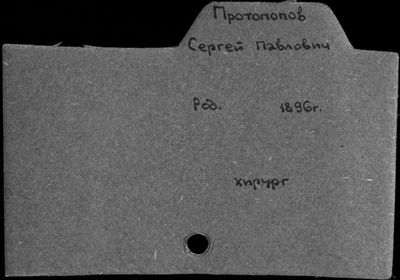 Протопопов
Сергей Павлович
Род. 1896г.
хирург